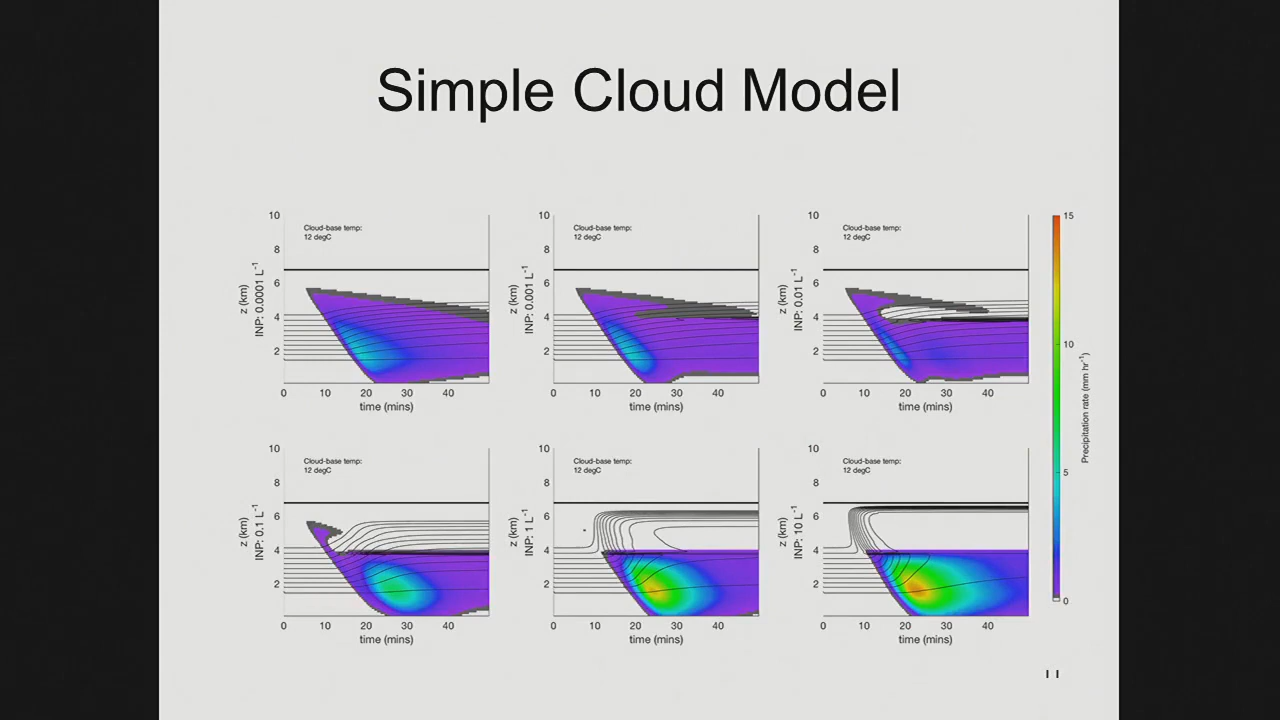 Simple Cloud Model
10
8
6
4
2
z (km)
INP: 0.0001 L-1
Cloud-base temp:
12 degC
0 10 20 30 40
time (mins)
10
8
6
4
2
z (km)
INP: 0.001 L-1
Cloud-base temp:
12 degC
0 10 20 30 40
time (mins)
10
8
6
4
2
z (km)
INP: 0.01 L-1
Cloud-base temp:
12 degC
0 10 20 30 40
time (mins)
15
10
5
0
Precipitation rate (mm hr-1)
10
8
6
4
2
z (km)
INP: 0.1 L-1
Cloud-base temp:
12 degC
0 10 20 30 40
time (mins)
10
8
6
4
2
z (km)
INP: 1 L-1
Cloud-base temp:
12 degC
0 10 20 30 40
time (mins)
10
8
6
4
2
z (km)
INP: 10 L-1
Cloud-base temp:
12 degC
0 10 20 30 40
time (mins)
11